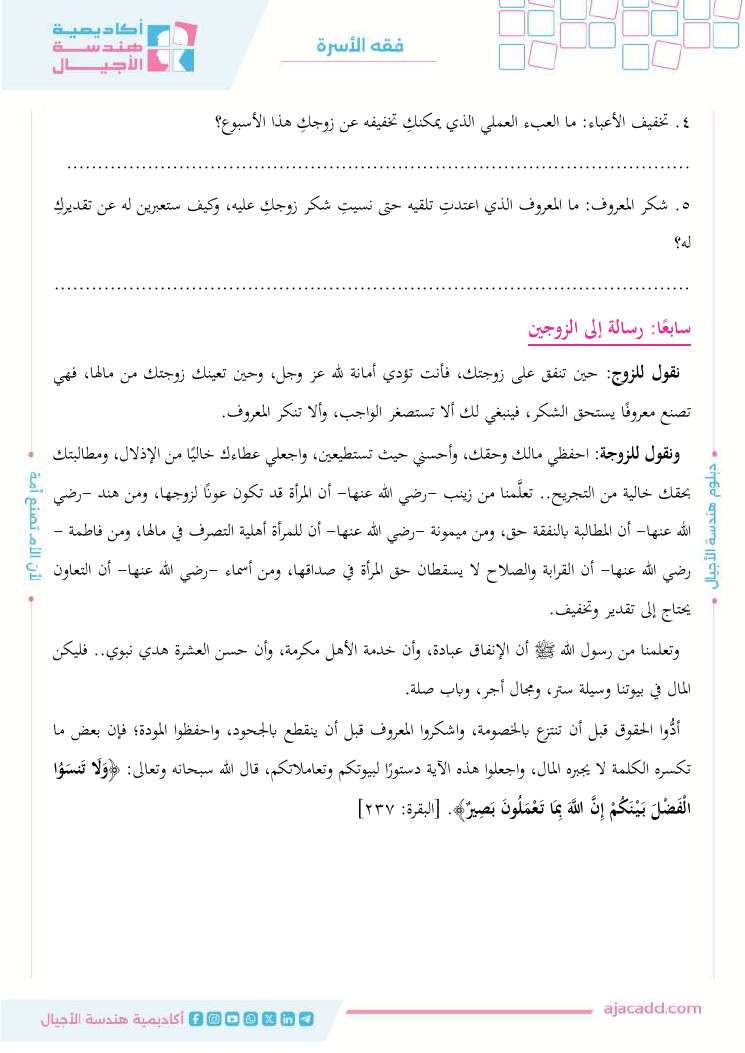 أكاديمية
هندسة
الأجيال
فقه الأسرة
٤. تخفيف الأعباء: ما العبء العملي الذي يمكنكِ تخفيفه عن زوجكِ هذا الأسبوع؟
....................................................................................................
٥. شكر المعروف: ما المعروف الذي اعتدتِ تلقيه حتى نسيتِ شكر زوجكِ عليه، وكيف ستعبرين له عن تقديركِ
له؟
....................................................................................................
سابعًا: رسالة إلى الزوجين
نقول للزوج: حين تنفق على زوجتك، فأنت تؤدي أمانة لله عز وجل، وحين تعينك زوجتك من مالها، فهي
تصنع معروفًا يستحق الشكر، فينبغي لك ألا تستصغر الواجب، وألا تنكر المعروف.
ونقول للزوجة: احفظي مالك وحقك، وأحسني حيث تستطيعين، واجعلي عطاءك خاليًا من الإذلال، ومطالبتك
بحقك خالية من التجريح.. تعلَّمنا من زينب –رضي الله عنها– أن المرأة قد تكون عونًا لزوجها، ومن هند –رضي
الله عنها– أن المطالبة بالنفقة حق، ومن ميمونة –رضي الله عنها– أن للمرأة أهلية التصرف في مالها، ومن فاطمة –
رضي الله عنها– أن القرابة والصلاح لا يسقطان حق المرأة في صداقها، ومن أسماء –رضي الله عنها– أن التعاون
يحتاج إلى تقدير وتخفيف.
وتعلمنا من رسول الله ﷺ أن الإنفاق عبادة، وأن خدمة الأهل مكرمة، وأن حسن العشرة هدي نبوي.. فليكن
المال في بيوتنا وسيلة ستر، ومجال أجر، وباب صلة.
أدُّوا الحقوق قبل أن تنتزع بالخصومة، واشكروا المعروف قبل أن ينقطع بالجحود، واحفظوا المودة؛ فإن بعض ما
تكسره الكلمة لا يجبره المال، واجعلوا هذه الآية دستورًا لبيوتكم وتعاملاتكم، قال الله سبحانه وتعالى: ﴿وَلَا تَنسَوُا
الْفَضْلَ بَيْنَكُمْ إِنَّ اللَّهَ بِمَا تَعْمَلُونَ بَصِيرٌ﴾. [البقرة: ٢٣٧]
دبلوم هندسة الأجيال
لأن الأم تصنع أمة
أكاديمية هندسة الأجيال
ajacadd.com